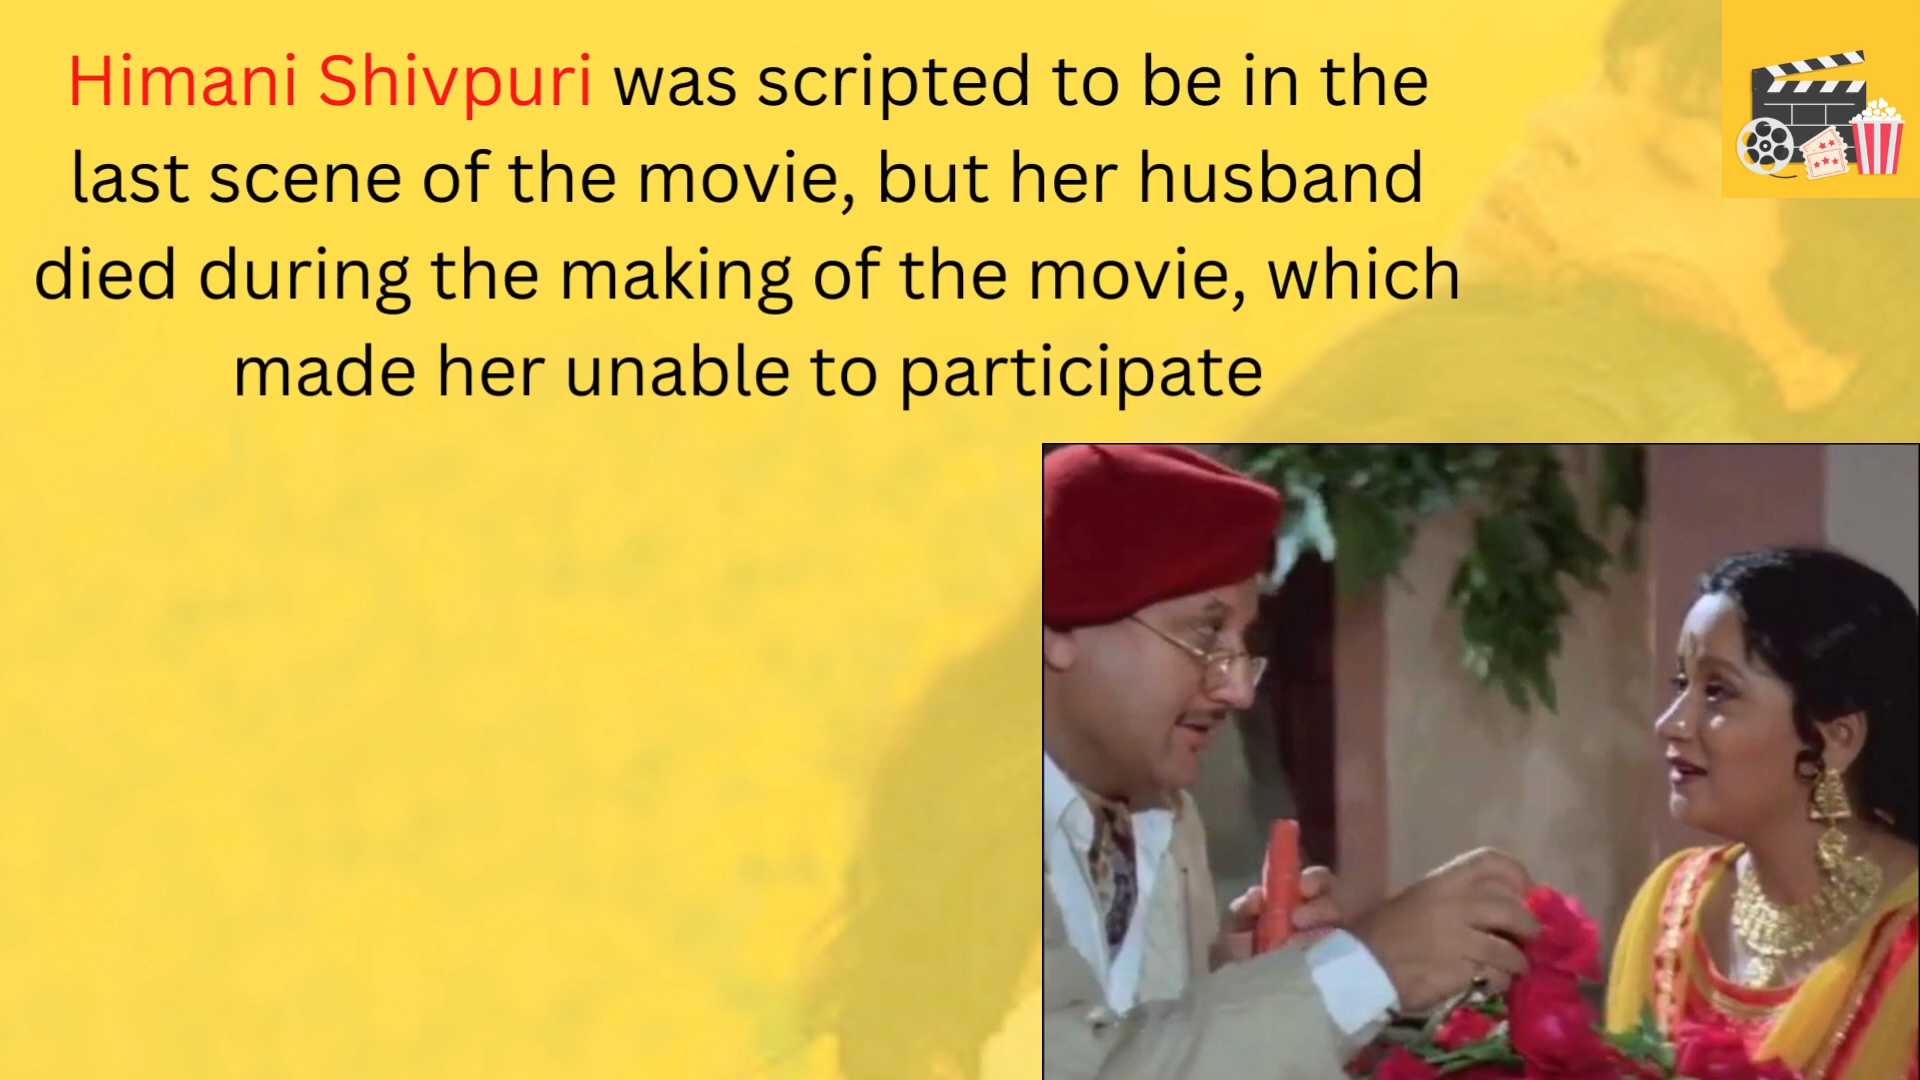 Himani Shivpuri was scripted to be in the
last scene of the movie, but her husband
died during the making of the movie, which
made her unable to participate